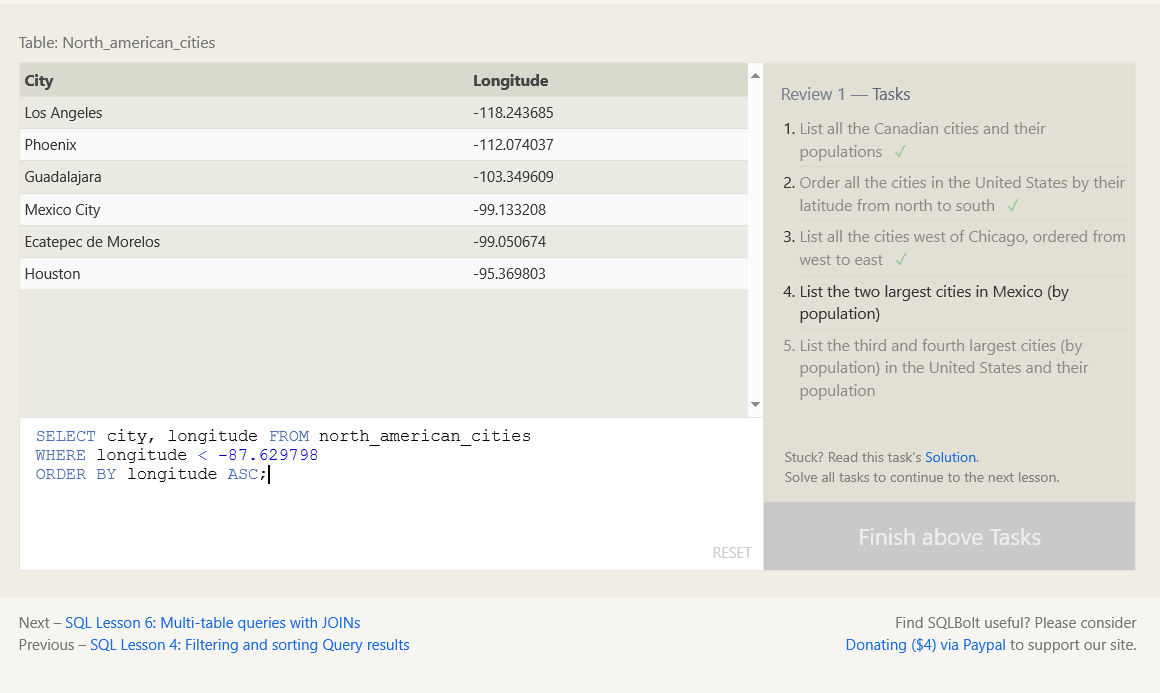 Table: North_american_cities
City Longitude
Los Angeles -118.243685
Phoenix -112.074037
Guadalajara -103.349609
Mexico City -99.133208
Ecatepec de Morelos -99.050674
Houston -95.369803
SELECT city, longitude FROM north_american_cities
WHERE longitude < -87.629798
ORDER BY longitude ASC;
RESET
Review 1 — Tasks
1. List all the Canadian cities and their
populations ✓
2. Order all the cities in the United States by their
latitude from north to south ✓
3. List all the cities west of Chicago, ordered from
west to east ✓
4. List the two largest cities in Mexico (by
population)
5. List the third and fourth largest cities (by
population) in the United States and their
population
Stuck? Read this task's Solution.
Solve all tasks to continue to the next lesson.
Finish above Tasks
Next – SQL Lesson 6: Multi-table queries with JOINs
Previous – SQL Lesson 4: Filtering and sorting Query results
Find SQLBolt useful? Please consider
Donating ($4) via Paypal to support our site.